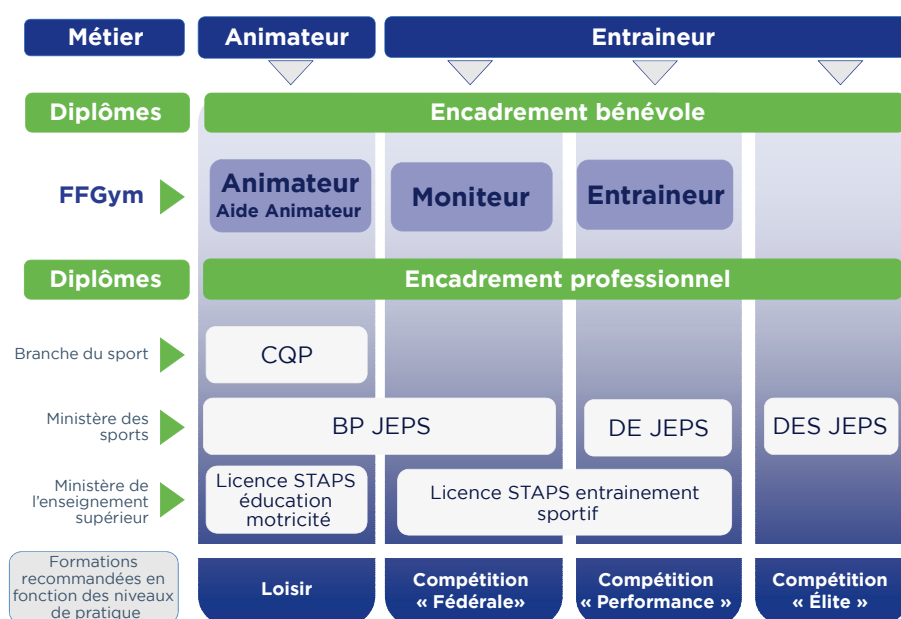 Métier
Animateur
Entraineur
Diplômes
Encadrement bénévole
FFGym
Animateur
Aide Animateur
Moniteur
Entraineur
Diplômes
Encadrement professionnel
Branche du sport
CQP
Ministère des
sports
BP JEPS
DE JEPS
DES JEPS
Ministère de
l'enseignement
supérieur
Licence STAPS
éducation
motricité
Licence STAPS entrainement
sportif
Formations
recommandées en
fonction des niveaux
de pratique
Loisir
Compétition
« Fédérale»
Compétition
« Performance »
Compétition
« Élite »